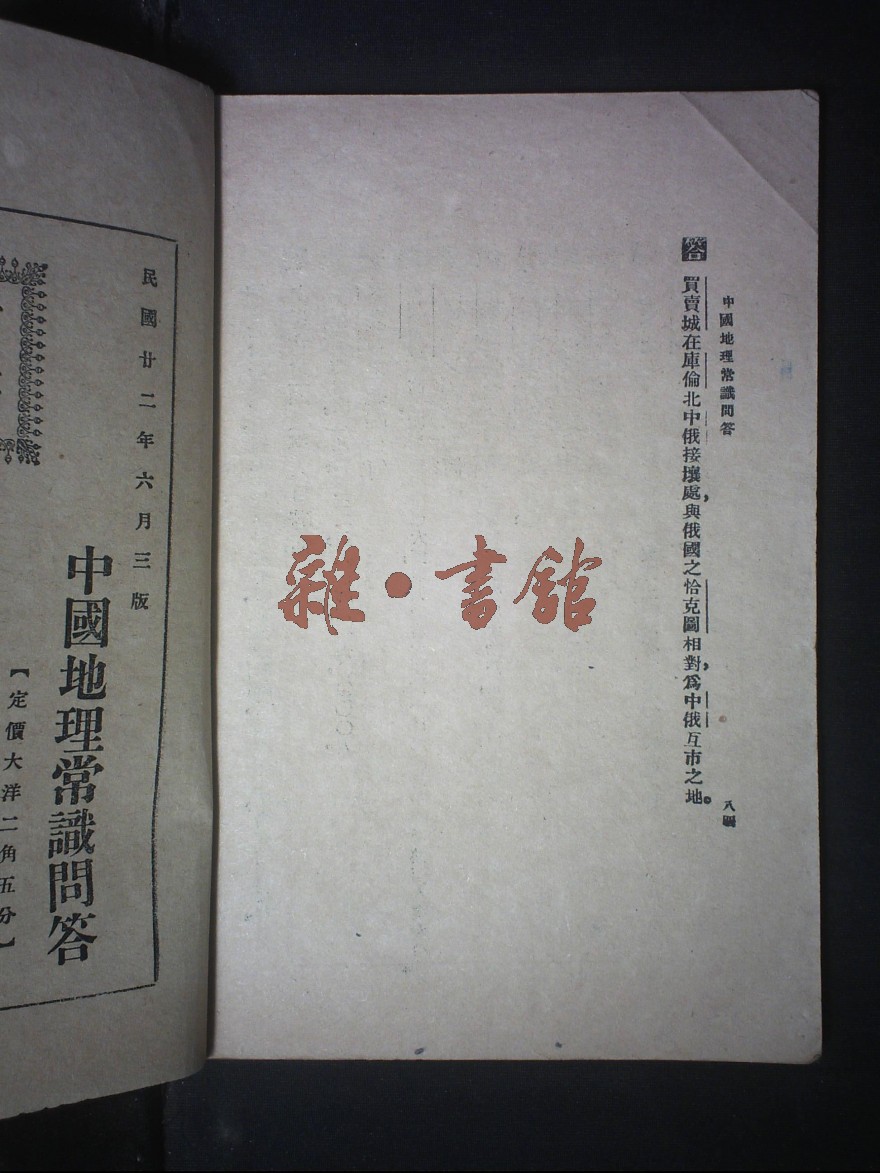 中國地理常識問答
八
答 買賣城在庫倫北中俄接壤處，與俄國之恰克圖相對，爲中俄互市之地。
雜·書館
民國廿二年六月三版
中國地理常識問答
【定價大洋二角五分】